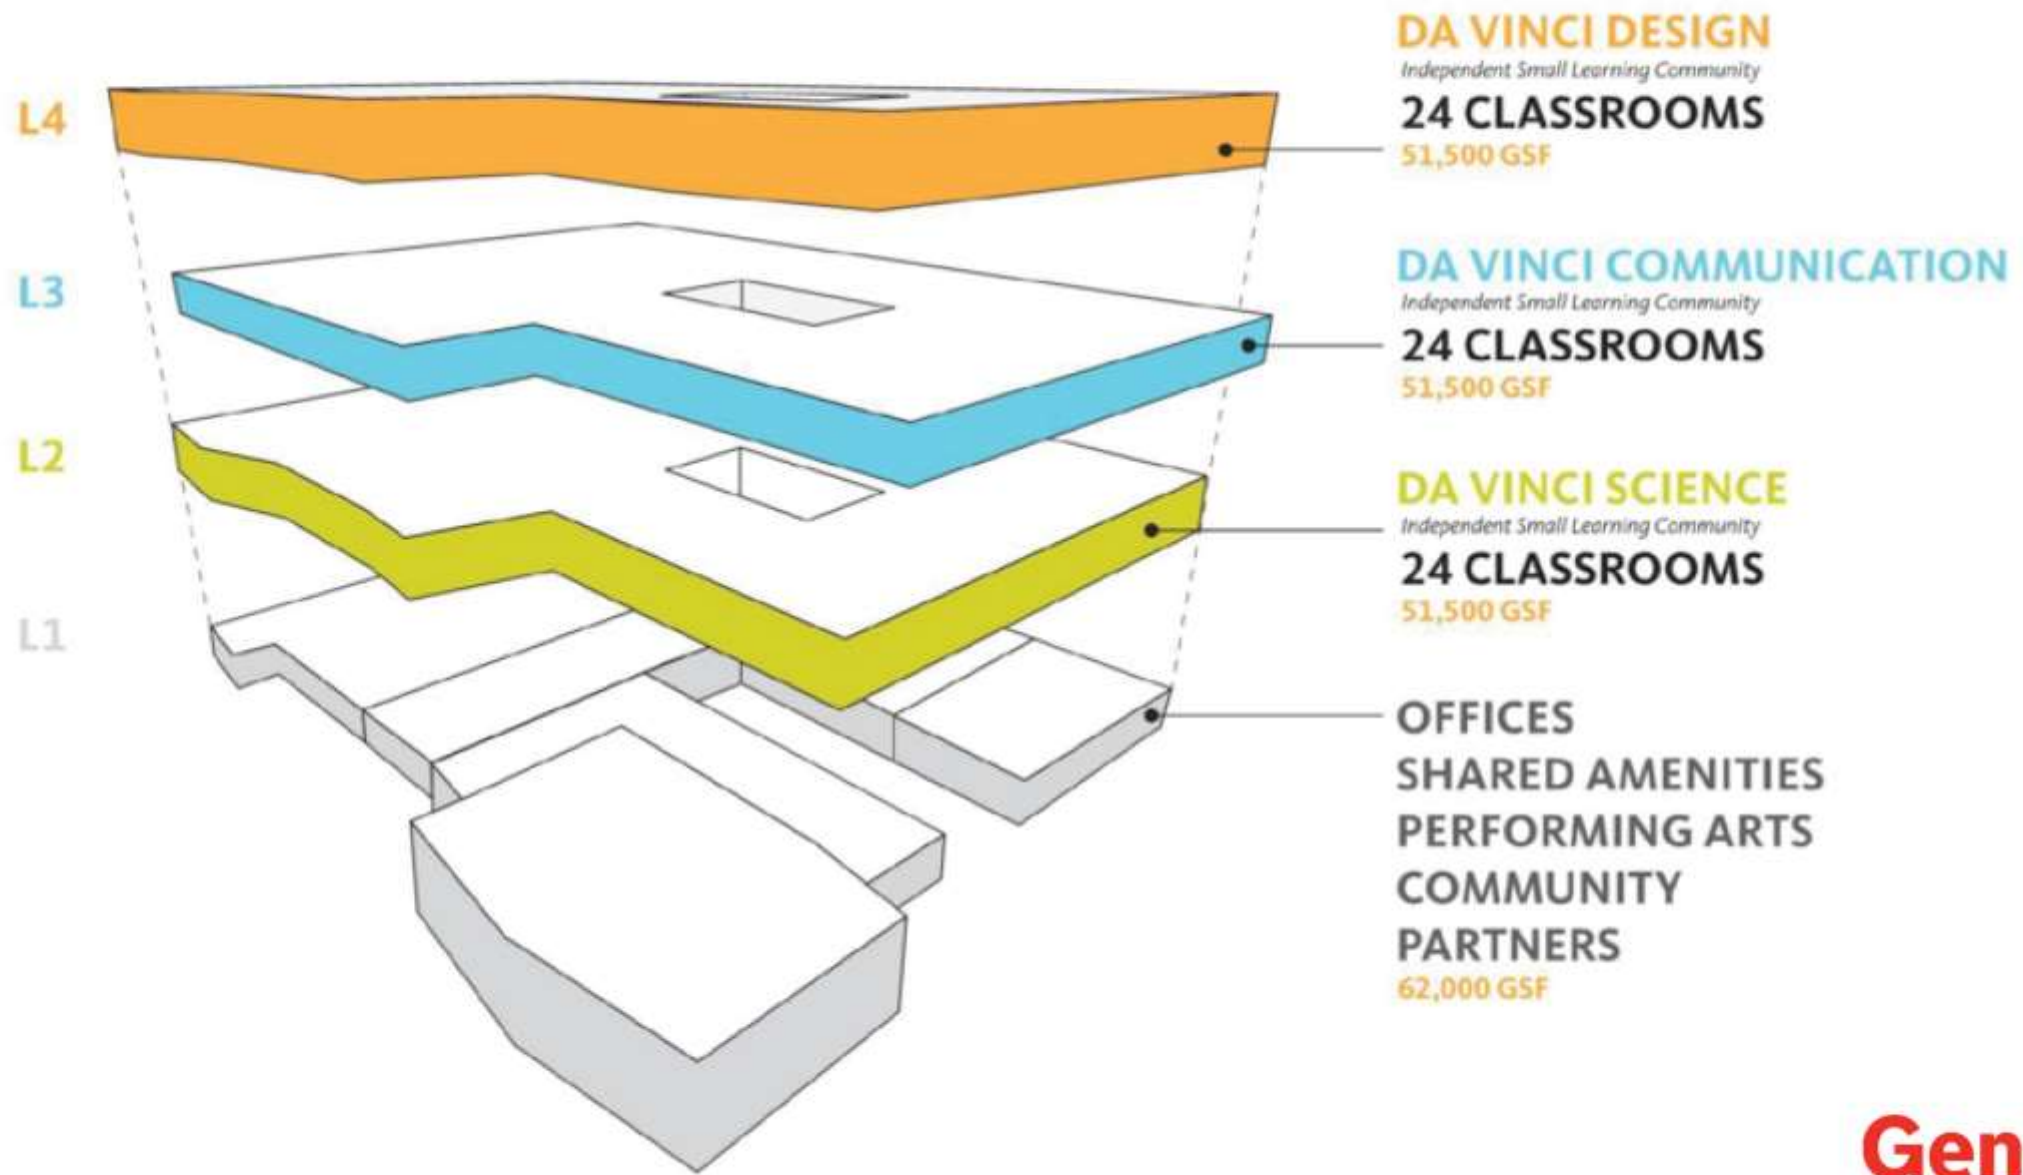 L4
DA VINCI DESIGN
Independent Small Learning Community
24 CLASSROOMS
51,500 GSF
L3
DA VINCI COMMUNICATION
Independent Small Learning Community
24 CLASSROOMS
51,500 GSF
L2
DA VINCI SCIENCE
Independent Small Learning Community
24 CLASSROOMS
51,500 GSF
L1
OFFICES
SHARED AMENITIES
PERFORMING ARTS
COMMUNITY
PARTNERS
62,000 GSF
Gen